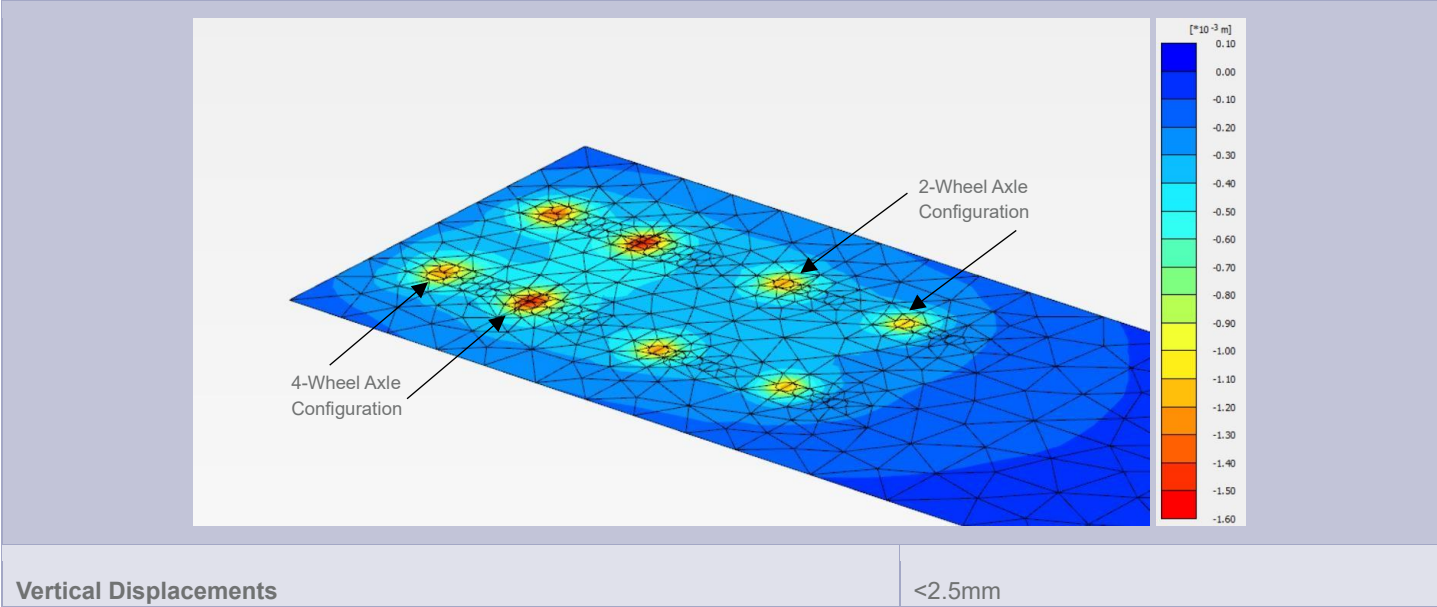 [*10 -3 m]
0.10
0.00
-0.10
-0.20
-0.30
-0.40
-0.50
-0.60
-0.70
-0.80
-0.90
-1.00
-1.10
-1.20
-1.30
-1.40
-1.50
-1.60
2-Wheel Axle
Configuration
4-Wheel Axle
Configuration
Vertical Displacements
<2.5mm